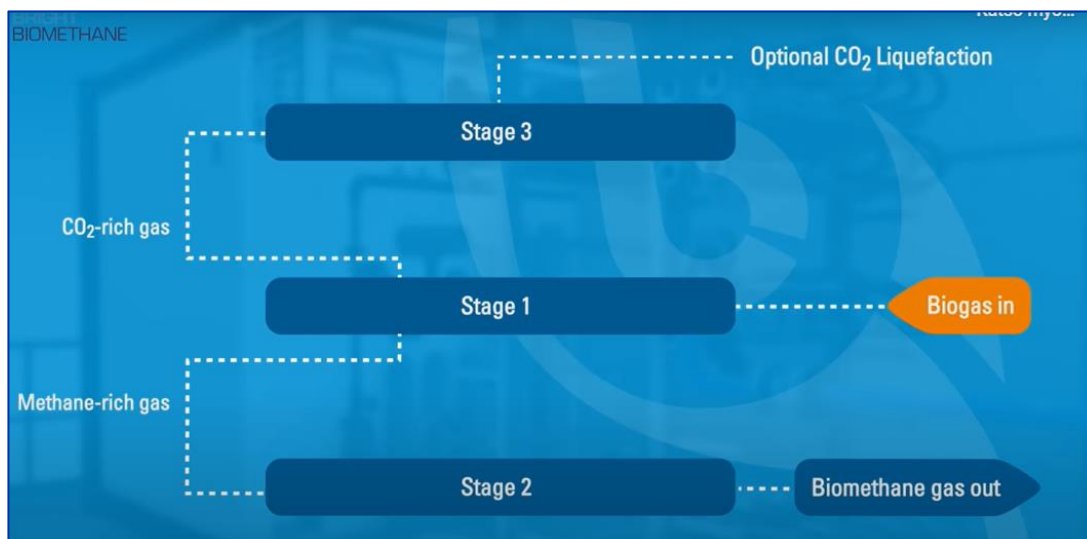 BRIGHT
BIOMETHANE
Optional CO₂ Liquefaction
Stage 3
CO₂-rich gas
Stage 1
Biogas in
Methane-rich gas
Stage 2
Biomethane gas out